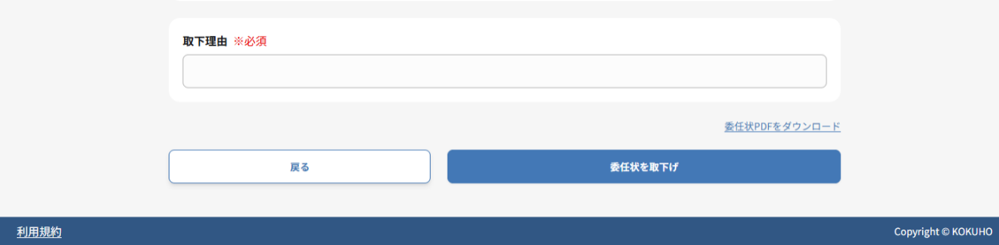 取下理由 ※必須
委任状PDFをダウンロード
戻る
委任状を取下げ
利用規約
Copyright © KOKUHO